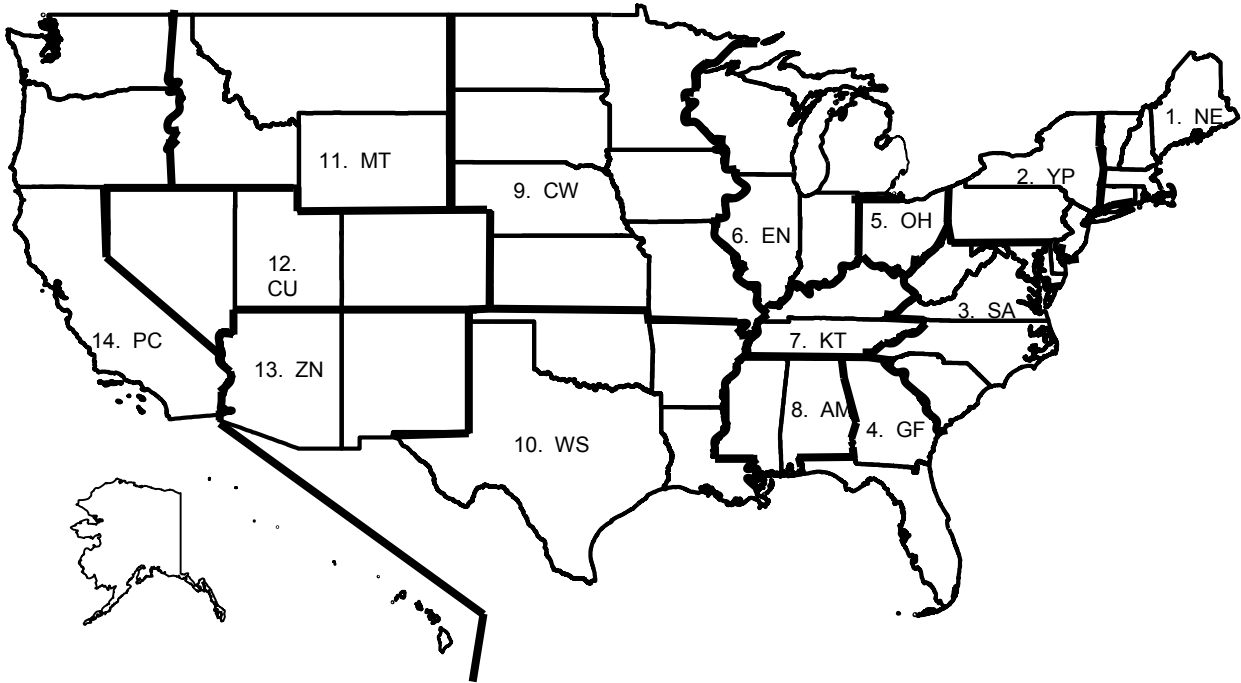 1. NE
2. YP
11. MT
9. CW
5. OH
6. EN
12.
CU
3. SA
14. PC
7. KT
13. ZN
8. AM
4. GF
10. WS